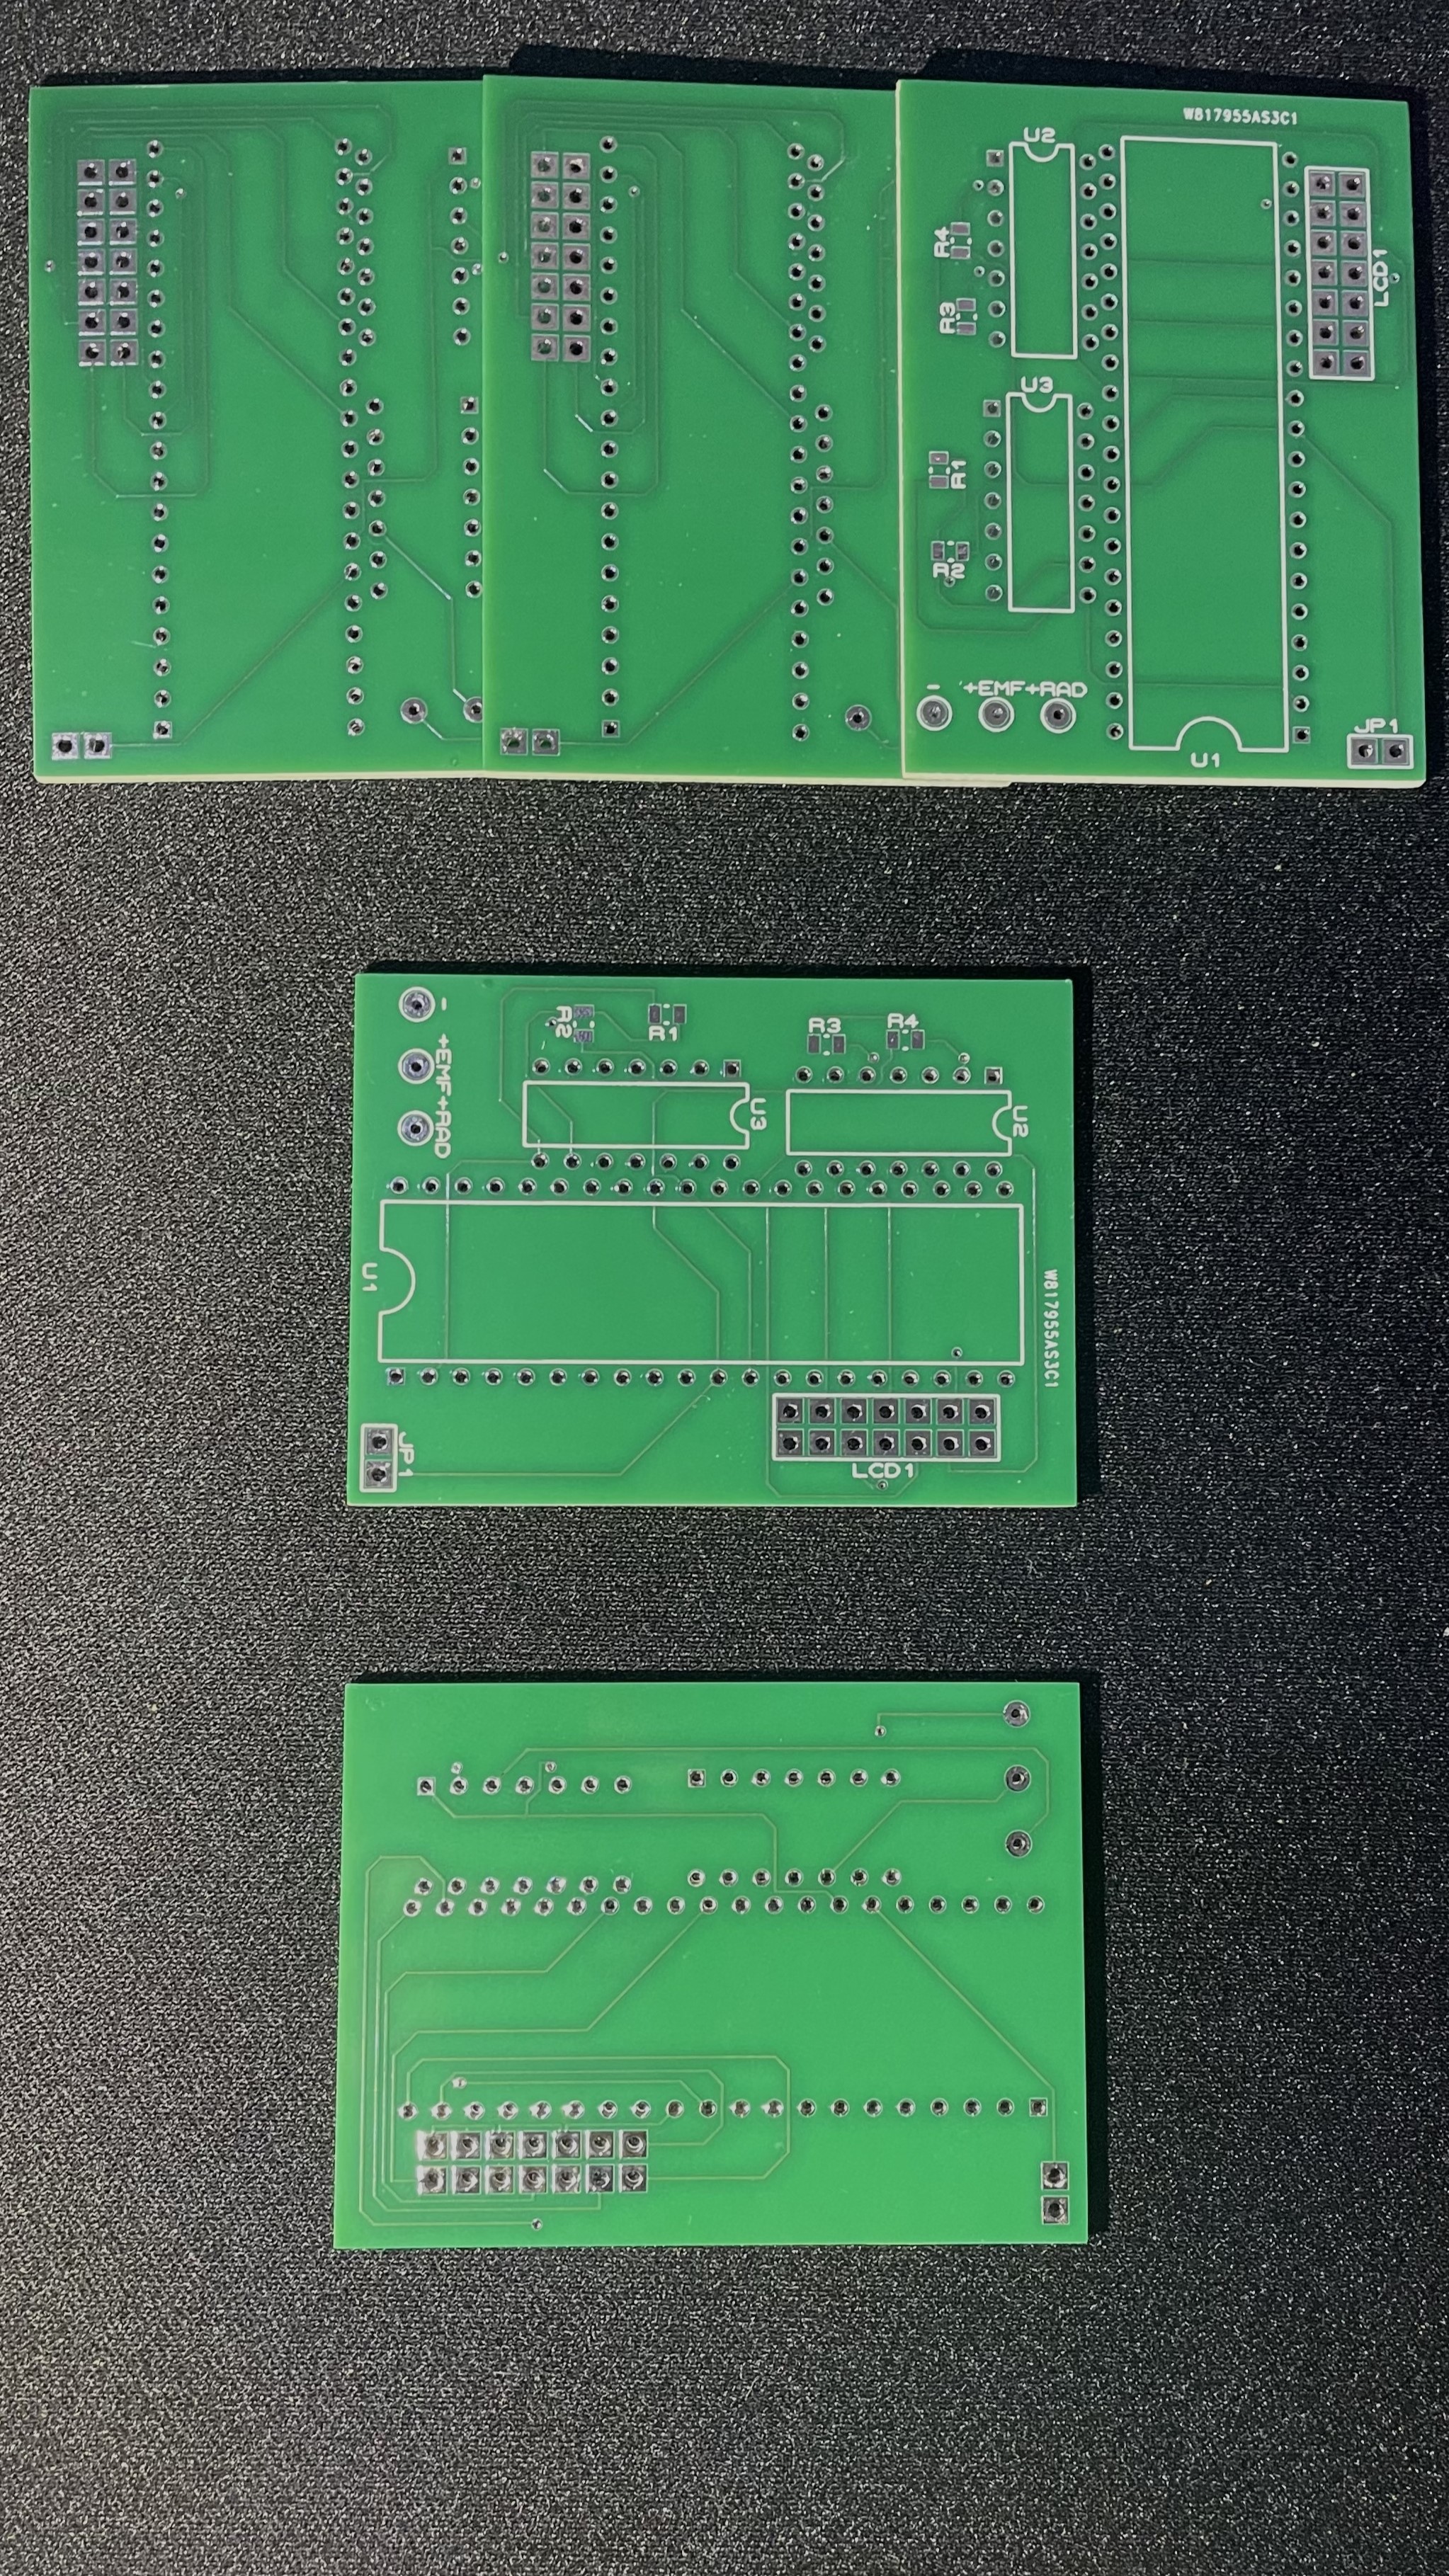 W817955AS3C1
U2
R4
LCD1
R3
U3
R1
R2
- +EMF+RAD
JP1
U1
- +EMF+RAD
R2
R1
R3
R4
U3
U2
U1
W817955AS3C1
JP1
LCD1